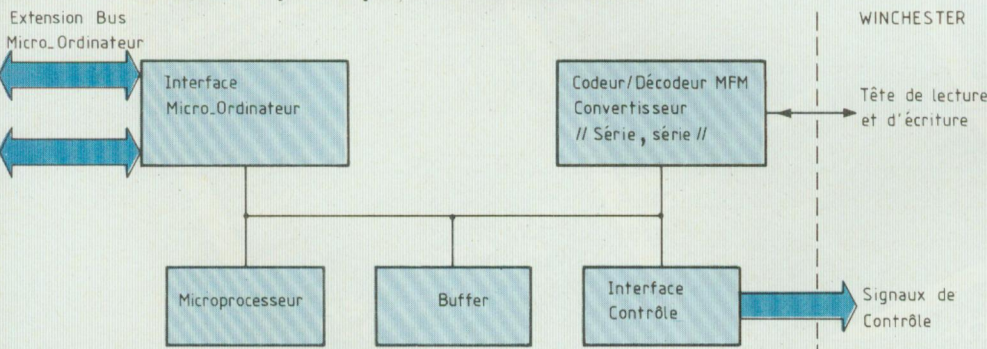 Extension Bus
Micro_Ordinateur
WINCHESTER
Interface
Micro_Ordinateur
Codeur/Décodeur MFM
Convertisseur
// Série, série //
Tête de lecture
et d'écriture
Microprocesseur
Buffer
Interface
Contrôle
Signaux de
Contrôle